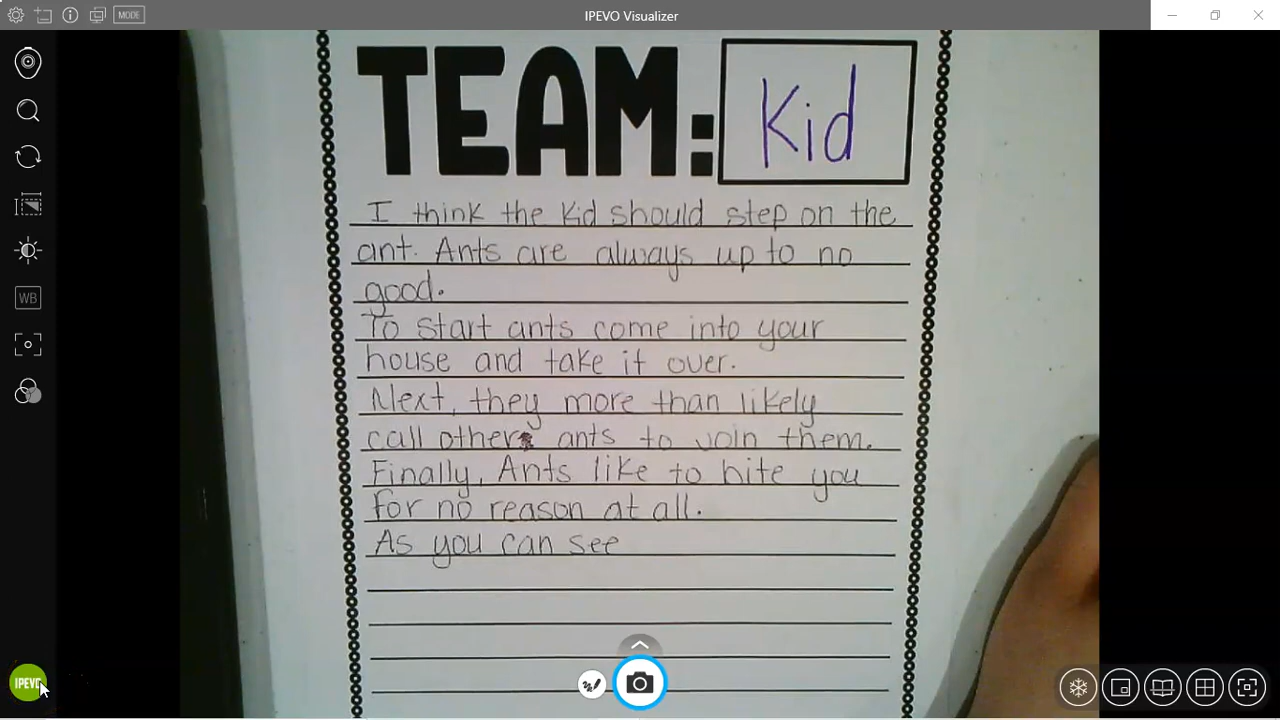 IPEVO Visualizer
MODE
WB
TEAM: Kid
I think the Kid should step on the
ant. Ants are always up to no
good.
To start ants come into your
house and take it over.
Next, they more than likely
call other ants to join them.
Finally, Ants like to bite you
for no reason at all.
As you can see
IPEVO